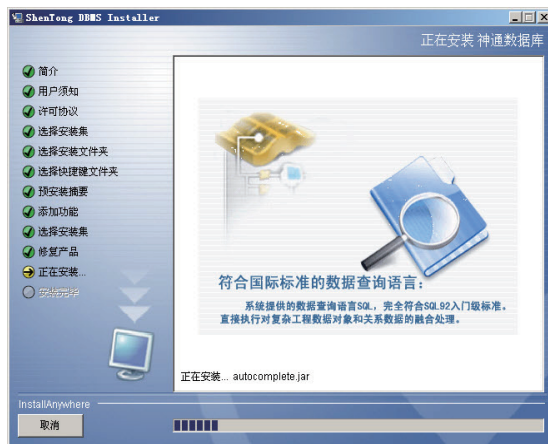 ShenTong DBMS Installer
正在安装 神通数据库
简介
用户须知
许可协议
选择安装集
选择安装文件夹
选择快捷键文件夹
预安装摘要
添加功能
选择安装集
修复产品
正在安装...
安装完毕
符合国际标准的数据查询语言：
系统提供的数据查询语言SQL，完全符合SQL92入门级标准。
直接执行对复杂工程数据对象和关系数据的融合处理。
正在安装... autocomplete.jar
InstallAnywhere
取消